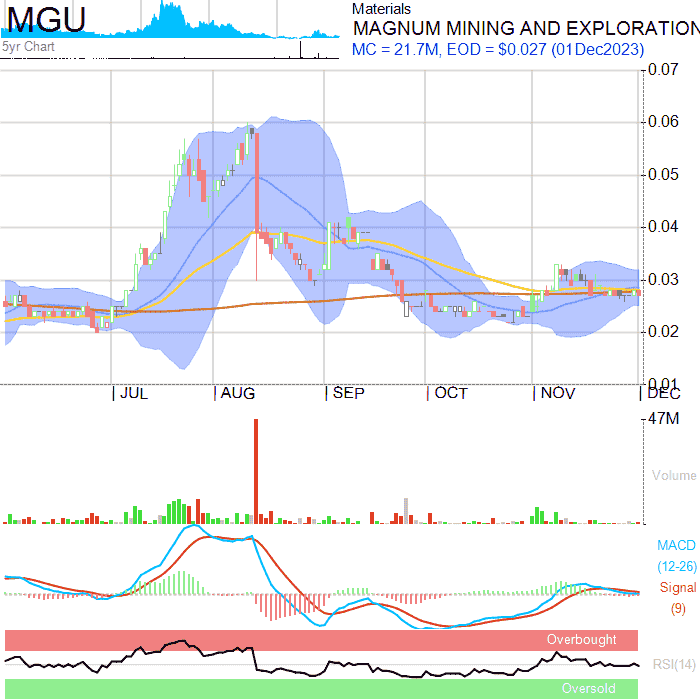 MGU
5yr Chart
Materials
MAGNUM MINING AND EXPLORATION
MC = 21.7M, EOD = $0.027 (01Dec2023)
0.07
0.06
0.05
0.04
0.03
0.02
0.01
JUL
AUG
SEP
OCT
NOV
DEC
47M
Volume
MACD
(12-26)
Signal
(9)
Overbought
RSI(14)
Oversold